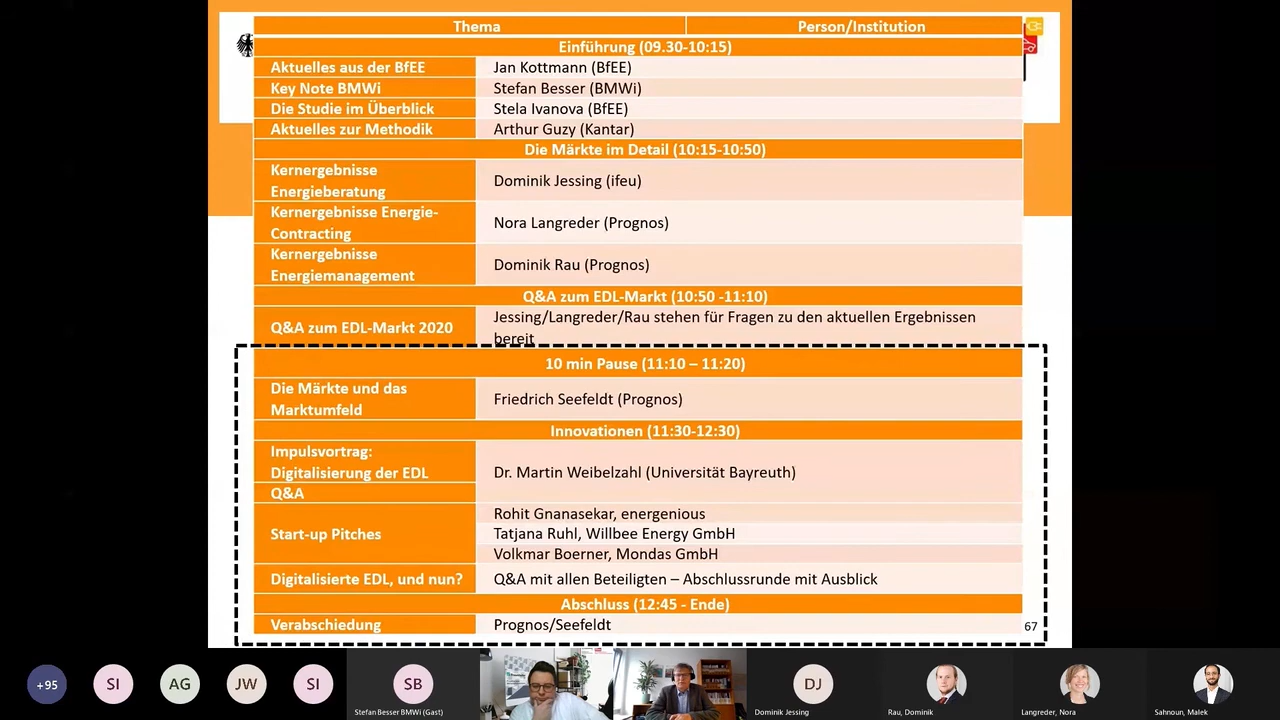 Thema Person/Institution
Einführung (09.30-10:15)
Aktuelles aus der BfEE Jan Kottmann (BfEE)
Key Note BMWi Stefan Besser (BMWi)
Die Studie im Überblick Stela Ivanova (BfEE)
Aktuelles zur Methodik Arthur Guzy (Kantar)
Die Märkte im Detail (10:15-10:50)
Kernergebnisse
Energieberatung
Dominik Jessing (ifeu)
Kernergebnisse Energie-
Contracting
Nora Langreder (Prognos)
Kernergebnisse
Energiemanagement
Dominik Rau (Prognos)
Q&A zum EDL-Markt (10:50 -11:10)
Q&A zum EDL-Markt 2020
Jessing/Langreder/Rau stehen für Fragen zu den aktuellen Ergebnissen
bereit
10 min Pause (11:10 – 11:20)
Die Märkte und das
Marktumfeld
Friedrich Seefeldt (Prognos)
Innovationen (11:30-12:30)
Impulsvortrag:
Digitalisierung der EDL
Q&A
Dr. Martin Weibelzahl (Universität Bayreuth)
Start-up Pitches
Rohit Gnanasekar, energenious
Tatjana Ruhl, Willbee Energy GmbH
Volkmar Boerner, Mondas GmbH
Digitalisierte EDL, und nun? Q&A mit allen Beteiligten – Abschlussrunde mit Ausblick
Abschluss (12:45 - Ende)
Verabschiedung Prognos/Seefeldt
67
+95 SI AG JW SI SB DJ
Stefan Besser BMWi (Gast) Dominik Jessing Rau, Dominik Langreder, Nora Sahnoun, Malek